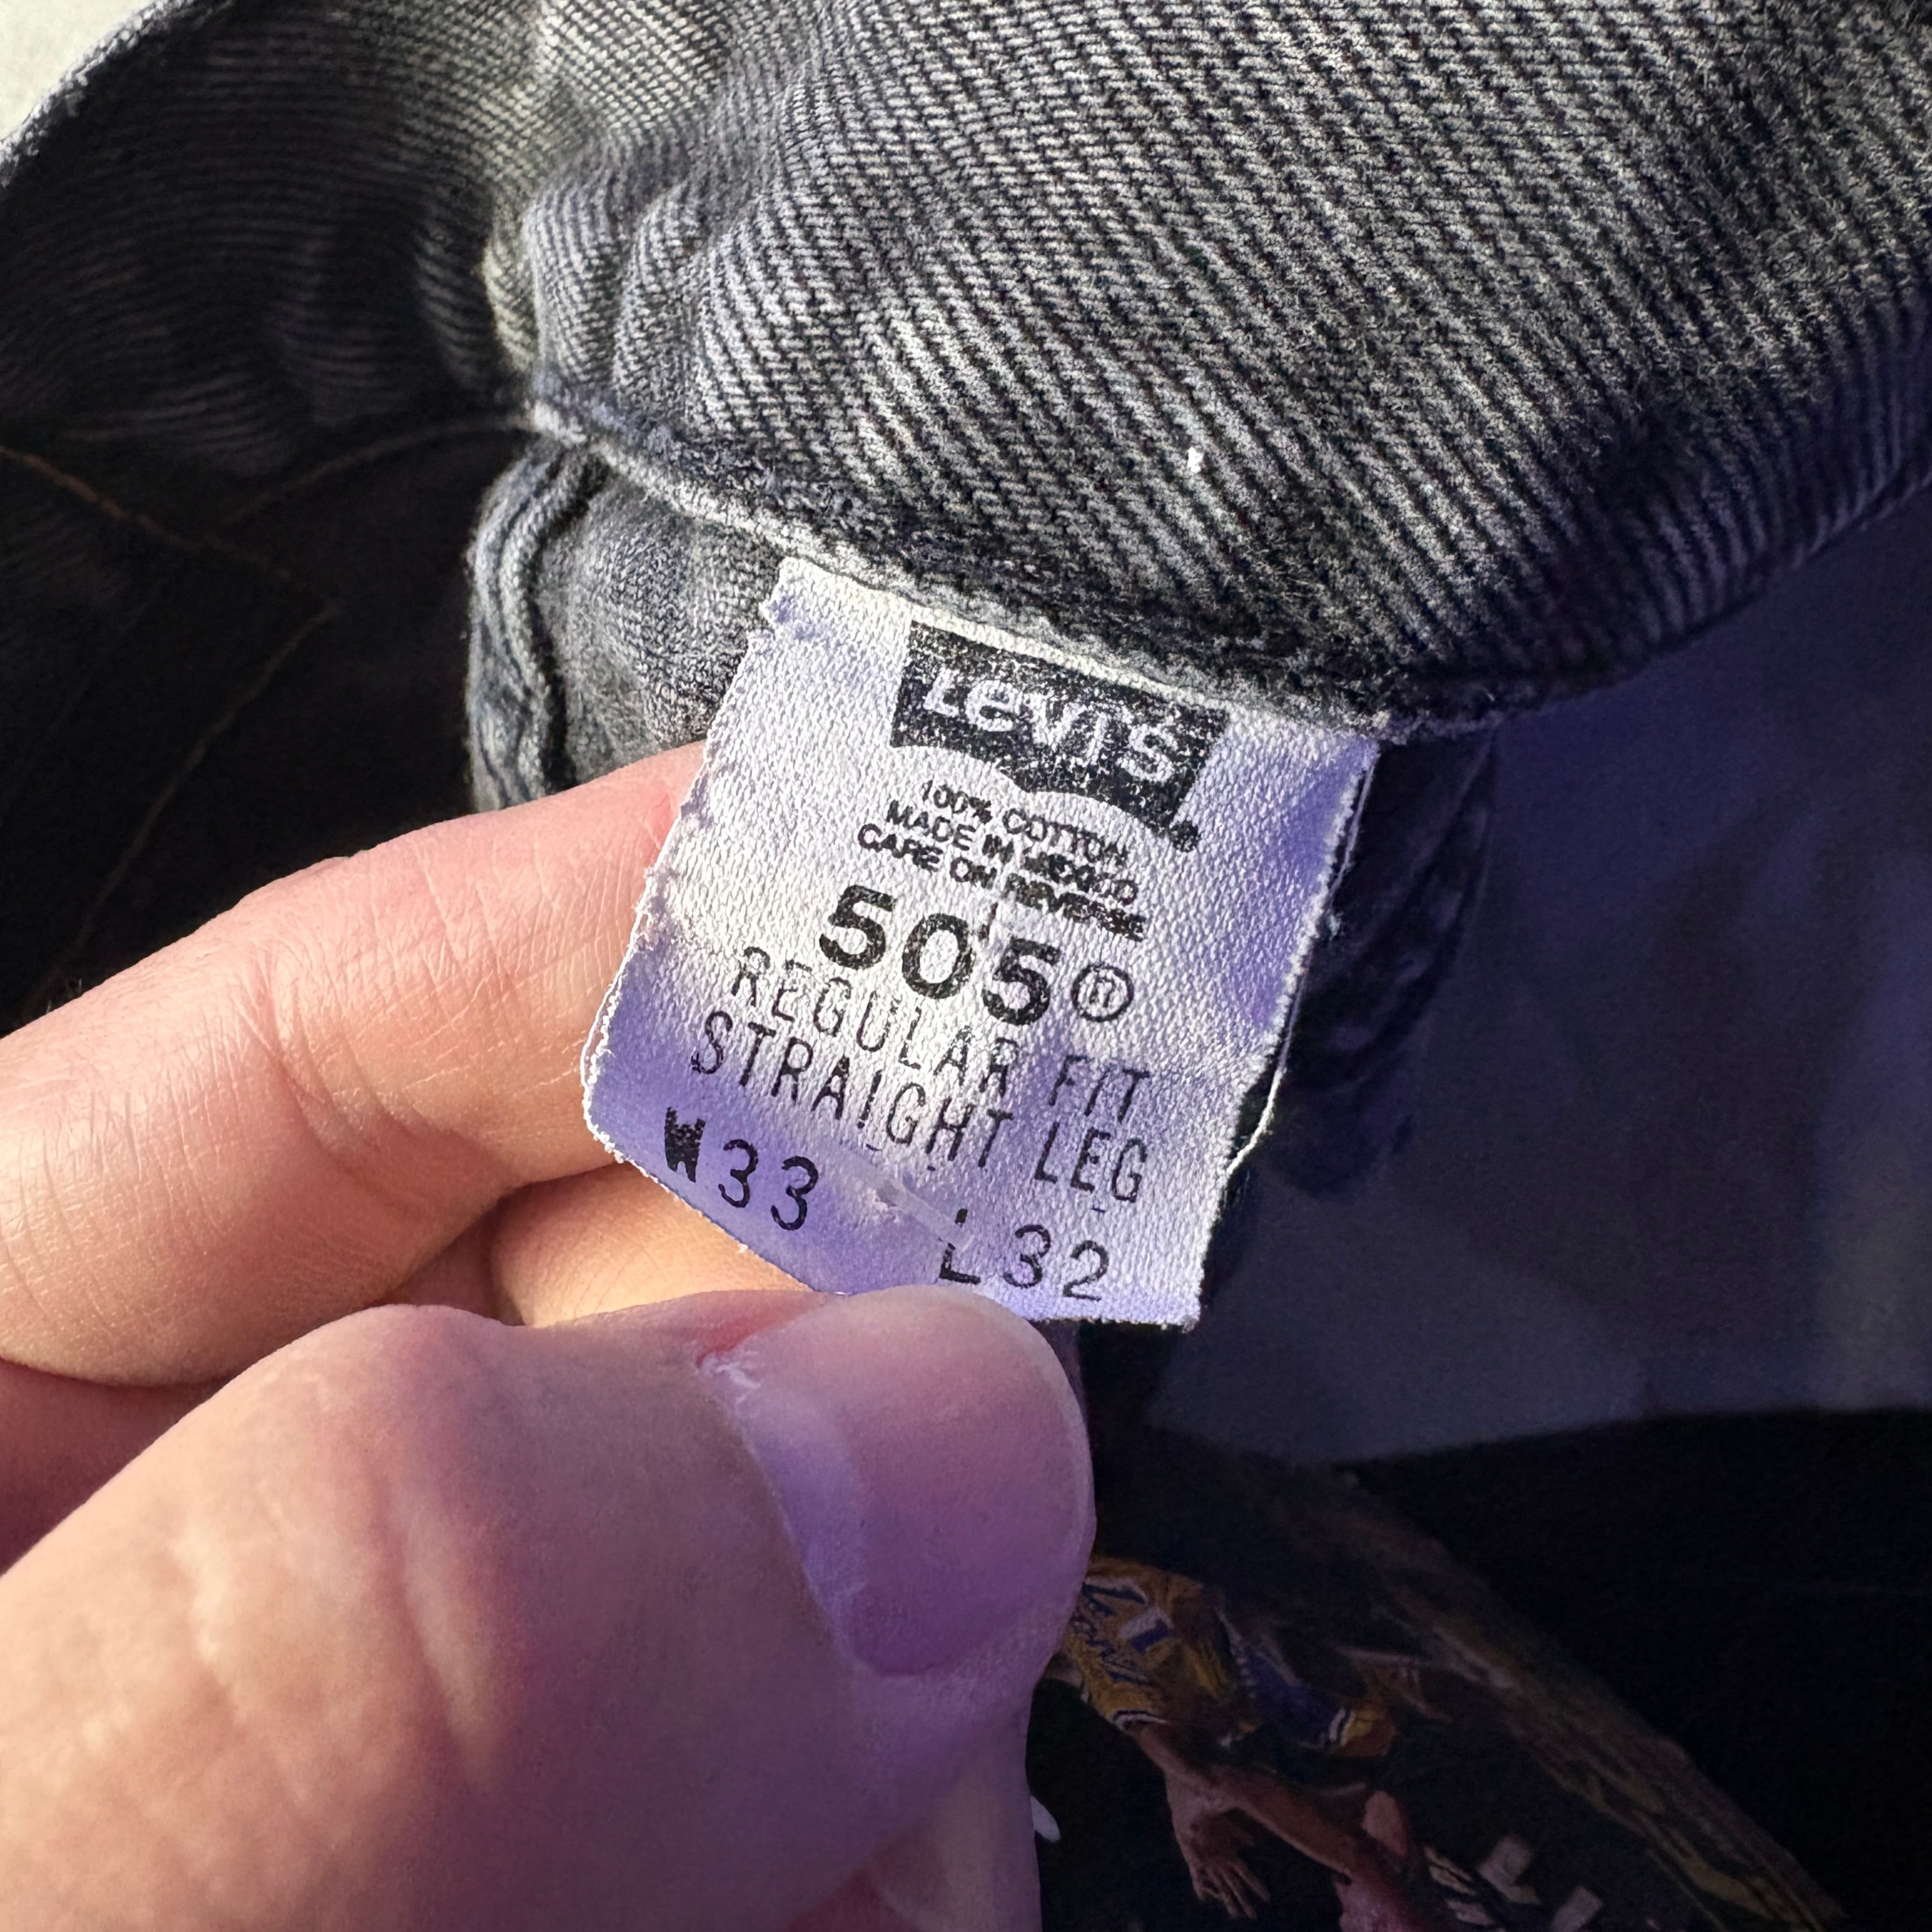 Levi's
100% COTTON
MADE IN MEXICO
CARE ON REVERSE
505®
REGULAR FIT
STRAIGHT LEG
W33 L32